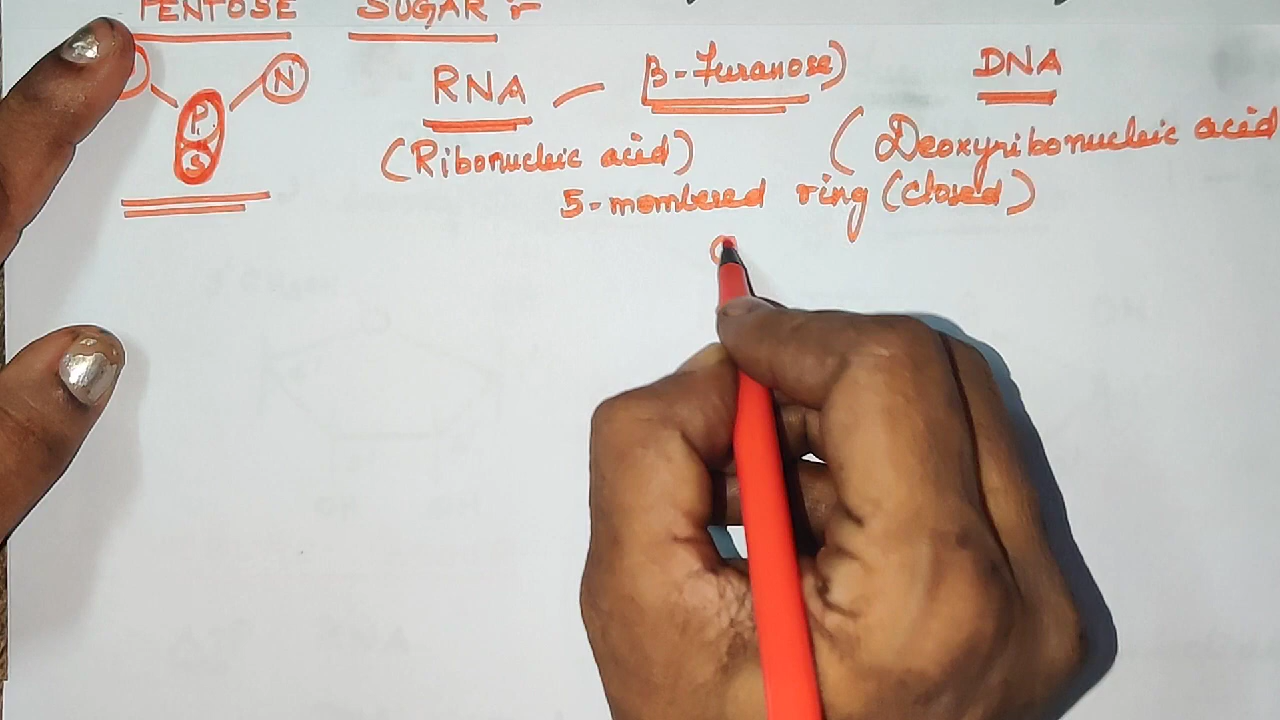 PENTOSE SUGAR :-
N
P
S
RNA — β-Furanose) DNA
(Ribonucleic acid) (Deoxyribonucleic acid
5-membered ring (closed)
O